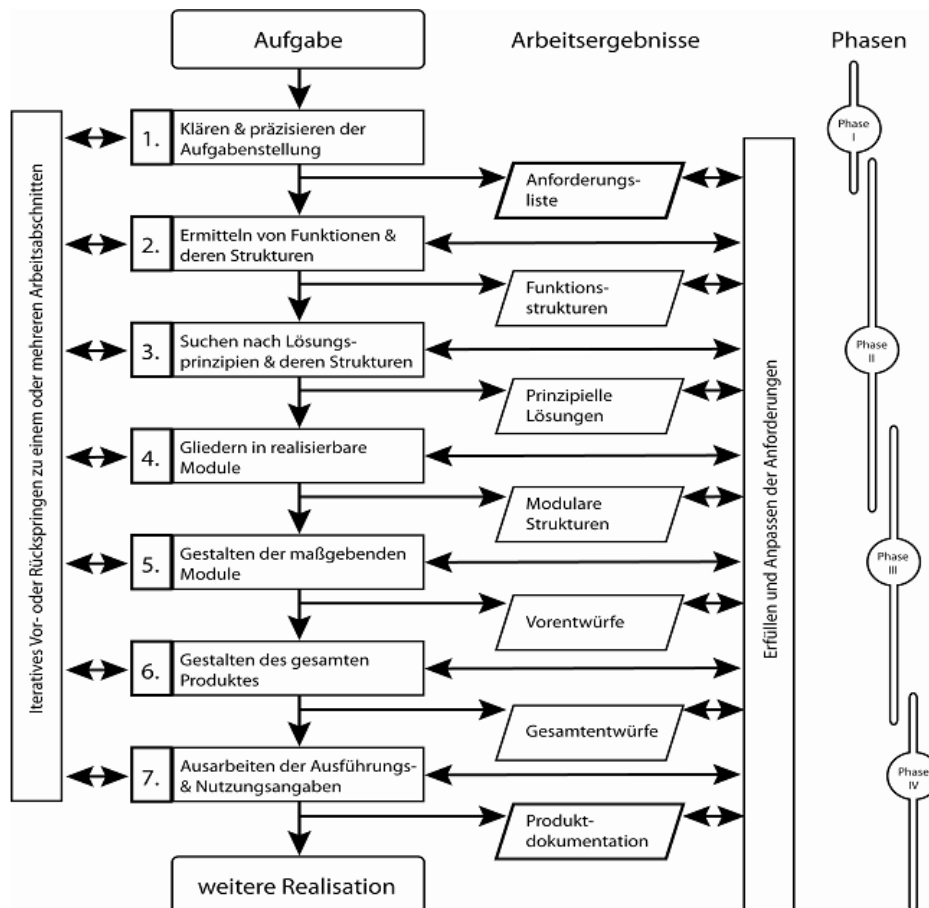 Aufgabe
Arbeitsergebnisse
Phasen
Iteratives Vor- oder Rückspringen zu einem oder mehreren Arbeitsabschnitten
1.
Klären & präzisieren der
Aufgabenstellung
Anforderungs-
liste
2.
Ermitteln von Funktionen &
deren Strukturen
Funktions-
strukturen
3.
Suchen nach Lösungs-
prinzipien & deren Strukturen
Prinzipielle
Lösungen
4.
Gliedern in realisierbare
Module
Modulare
Strukturen
5.
Gestalten der maßgebenden
Module
Vorentwürfe
6.
Gestalten des gesamten
Produktes
Gesamtentwürfe
7.
Ausarbeiten der Ausführungs-
& Nutzungsangaben
Produkt-
dokumentation
weitere Realisation
Erfüllen und Anpassen der Anforderungen
Phase
I
Phase
II
Phase
III
Phase
IV